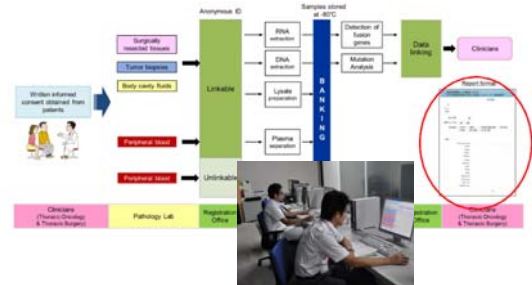 Anonymous ID
Samples stored
at -80℃
Surgically
resected tissues
Tumor biopsies
Body cavity fluids
Written informed
consent obtained from
patients
Peripheral blood
Peripheral blood
Linkable
Unlinkable
RNA
extraction
DNA
extraction
Lysate
preparation
Plasma
separation
BANKING
Detection of
fusion
genes
Mutation
Analysis
Data
linking
Clinicians
Report format
Clinicians
(Thoracic Oncology
& Thoracic Surgery)
Pathology Lab
Registration
Office
Office
Clinicians
(Thoracic Oncology
& Thoracic Surgery)